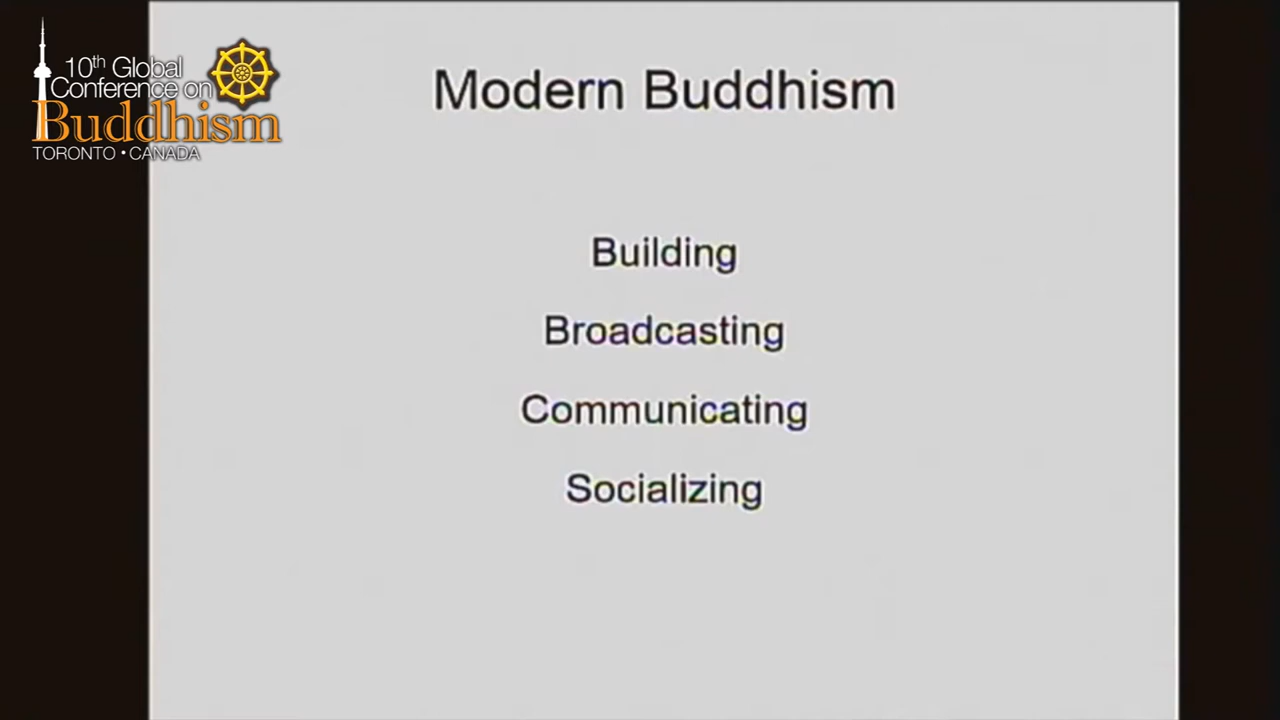 10th Global
Conference on
Buddhism
TORONTO • CANADA
Modern Buddhism
Building
Broadcasting
Communicating
Socializing